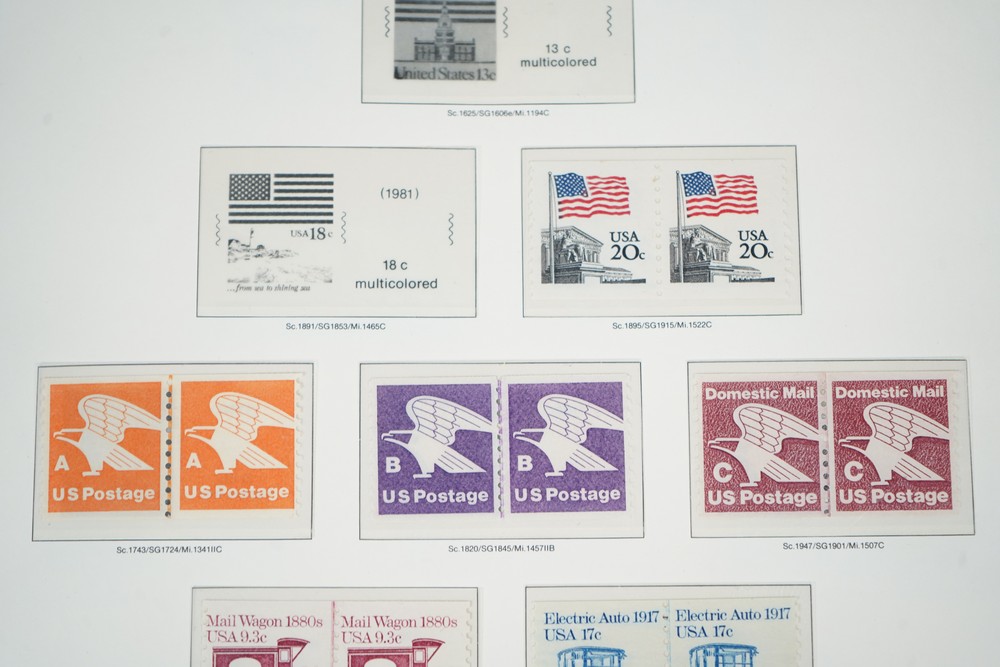 United States 13c
13 c
multicolored
Sc.1625/SG1606e/Mi.1194C
USA 18c
...from sea to shining sea
(1981)
18 c
multicolored
Sc.1891/SG1853/Mi.1465C
USA
20c
USA
20c
Sc.1895/SG1915/Mi.1522C
A
US Postage
A
US Postage
Sc.1743/SG1724/Mi.1341IIC
B
US Postage
B
US Postage
Sc.1820/SG1845/Mi.1457IIB
Domestic Mail
C
US Postage
Domestic Mail
C
US Postage
Sc.1947/SG1901/Mi.1507C
Mail Wagon 1880s
USA 9.3c
Mail Wagon 1880s
USA 9.3c
Electric Auto 1917
USA 17c
Electric Auto 1917
USA 17c